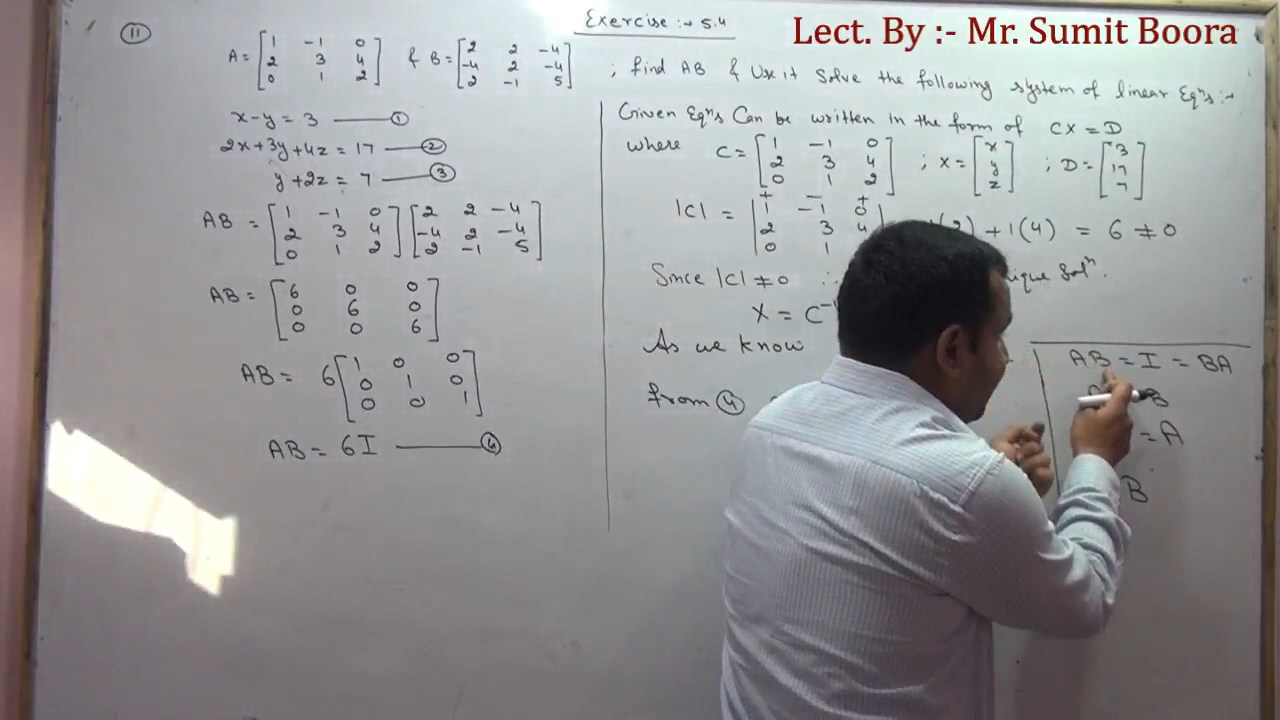 Lect. By :- Mr. Sumit Boora
Exercise :→ 5.4
(11)
A = [1 -1 0; 2 3 4; 0 1 2] & B = [2 2 -4; -4 2 -4; 2 -1 5] ; find AB & Use it Solve the following system of linear Eqⁿs :→
x-y = 3 —— (1)
2x+3y+4z = 17 —— (2)
y+2z = 7 —— (3)
AB = [1 -1 0; 2 3 4; 0 1 2] [2 2 -4; -4 2 -4; 2 -1 5]
AB = [6 0 0; 0 6 0; 0 0 6]
AB = 6 [1 0 0; 0 1 0; 0 0 1]
AB = 6I —— (4)
Given Eqⁿs Can be written in the form of CX = D
where C = [1 -1 0; 2 3 4; 0 1 2] ; X = [x; y; z] ; D = [3; 17; 7]
|C| = |1 -1 0; 2 3 4; 0 1 (2) + 1(4) = 6 ≠ 0
+ - +
Since |C| ≠ 0 ∴ Solⁿ.
X = C⁻
As we know
from (4)
AB = I = BA
B
= A
B